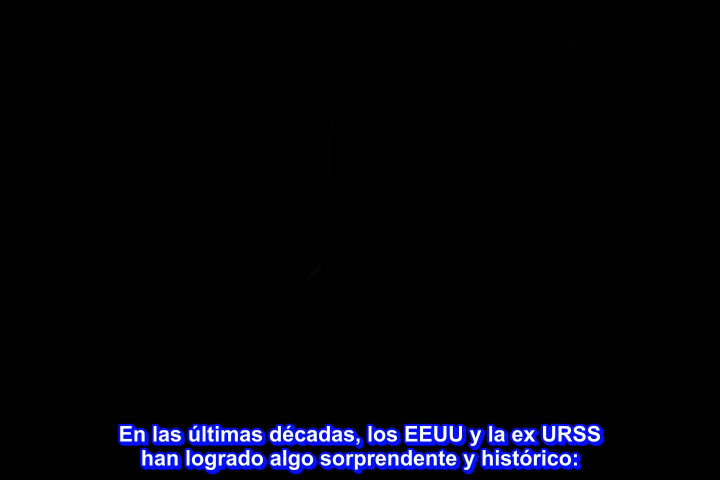 En las últimas décadas, los EEUU y la ex URSS
han logrado algo sorprendente y histórico: